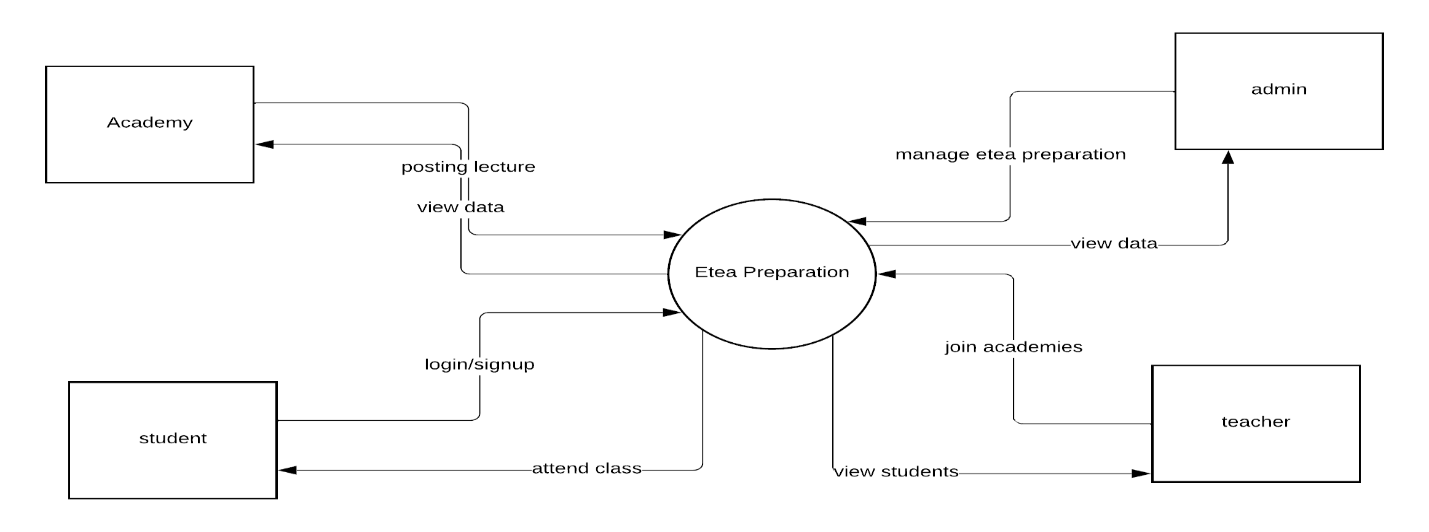 admin
Academy
manage etea preparation
posting lecture
view data
view data
Etea Preparation
join academies
login/signup
teacher
student
attend class
view students